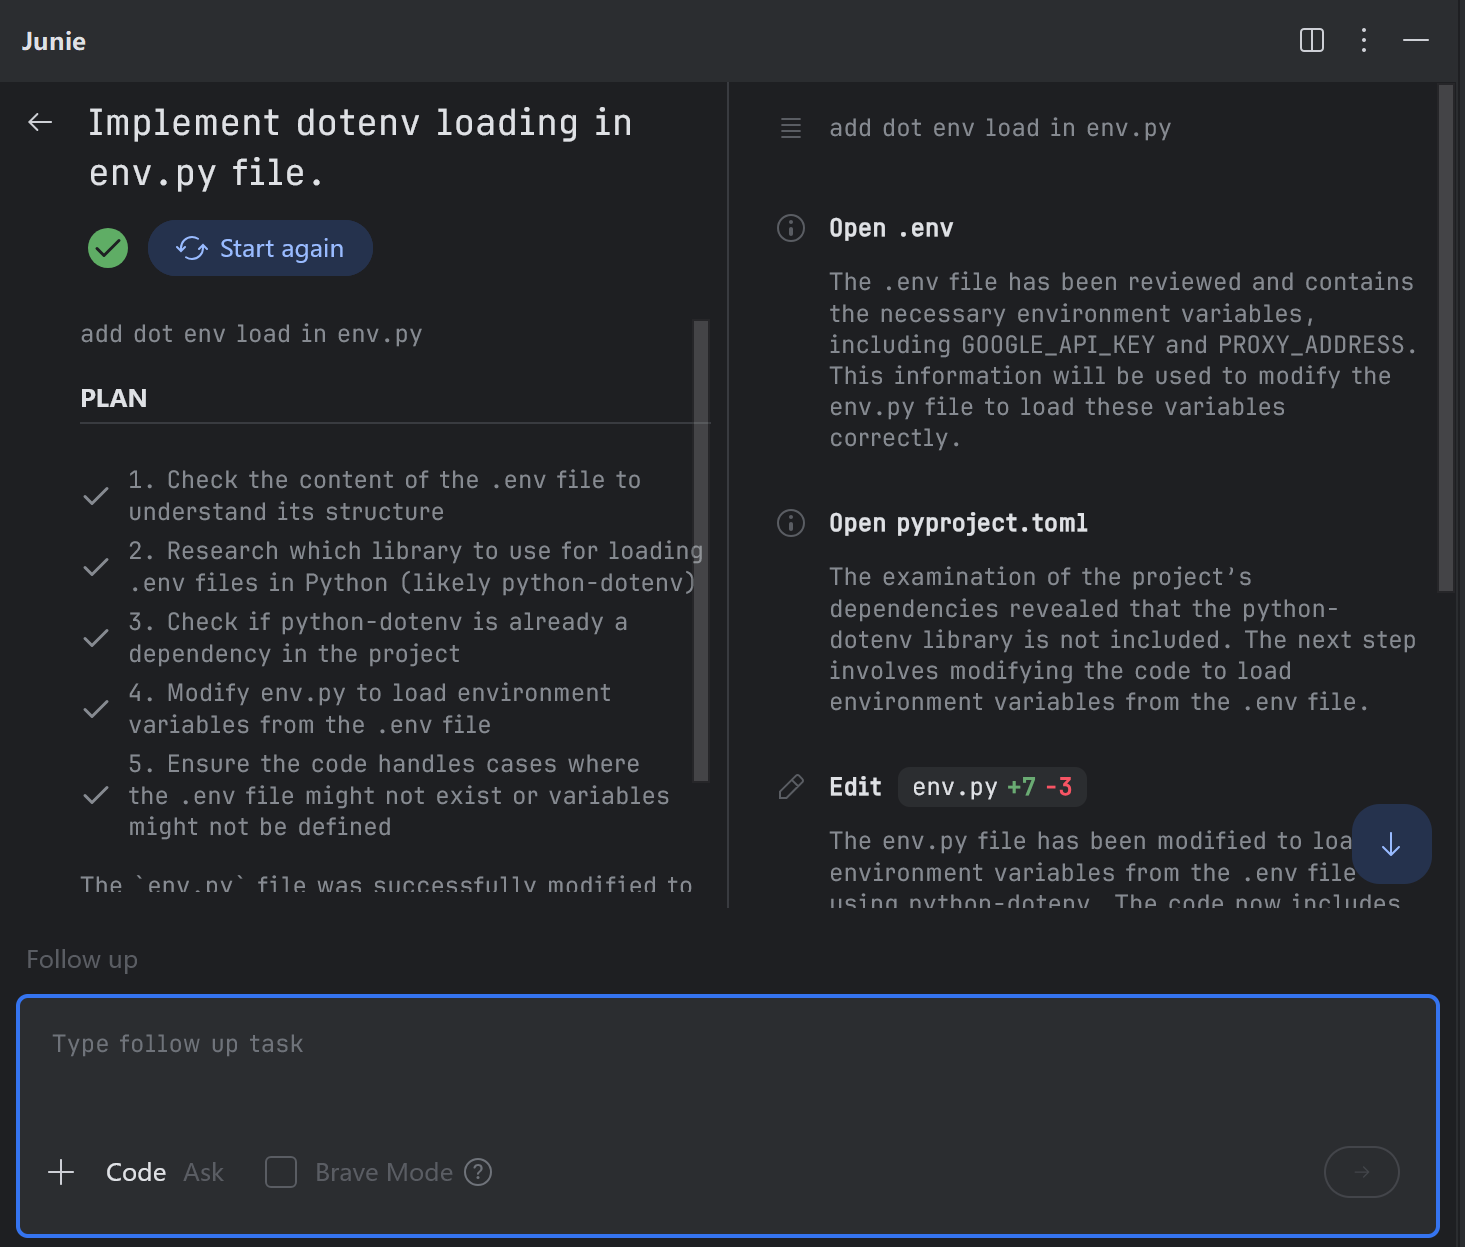 Junie
Implement dotenv loading in
env.py file.
Start again
add dot env load in env.py
PLAN
1. Check the content of the .env file to
understand its structure
2. Research which library to use for loading
.env files in Python (likely python-dotenv)
3. Check if python-dotenv is already a
dependency in the project
4. Modify env.py to load environment
variables from the .env file
5. Ensure the code handles cases where
the .env file might not exist or variables
might not be defined
The `env.py` file was successfully modified to
add dot env load in env.py
Open .env
The .env file has been reviewed and contains
the necessary environment variables,
including GOOGLE_API_KEY and PROXY_ADDRESS.
This information will be used to modify the
env.py file to load these variables
correctly.
Open pyproject.toml
The examination of the project’s
dependencies revealed that the python-
dotenv library is not included. The next step
involves modifying the code to load
environment variables from the .env file.
Edit env.py +7 -3
The env.py file has been modified to loa
environment variables from the .env file
using python-dotenv. The code now includes
Follow up
Type follow up task
Code Ask Brave Mode ?